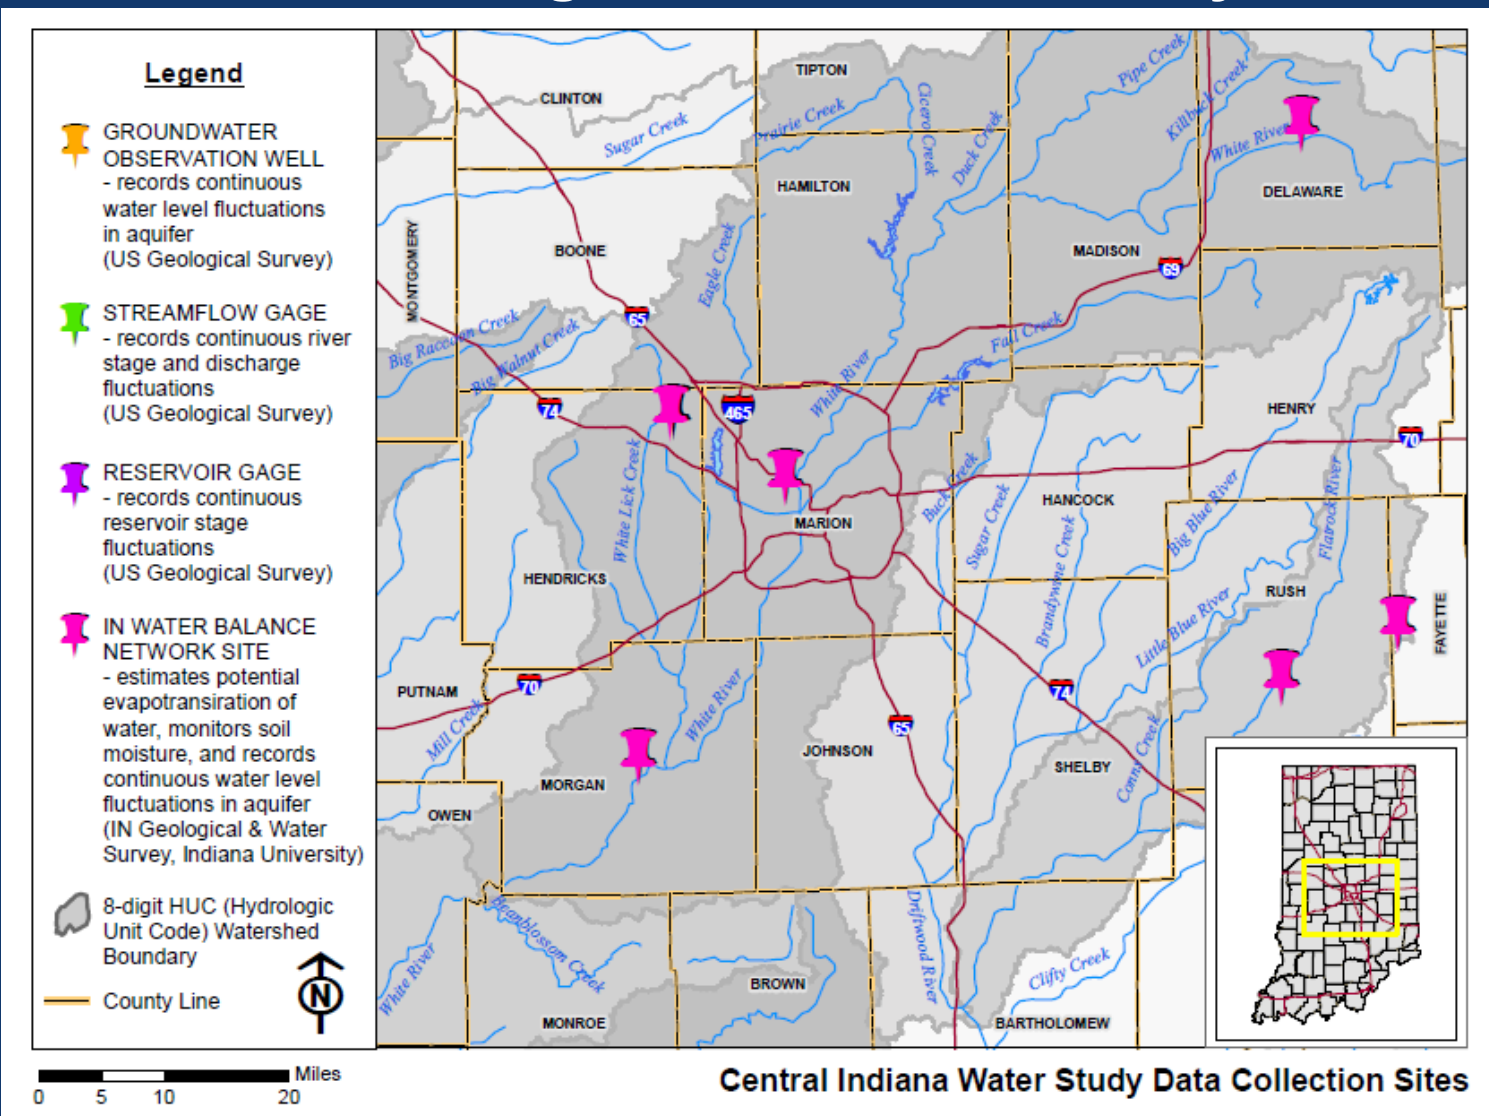 Legend
GROUNDWATER
OBSERVATION WELL
- records continuous
water level fluctuations
in aquifer
(US Geological Survey)
STREAMFLOW GAGE
- records continuous river
stage and discharge
fluctuations
(US Geological Survey)
RESERVOIR GAGE
- records continuous
reservoir stage
fluctuations
(US Geological Survey)
IN WATER BALANCE
NETWORK SITE
- estimates potential
evapotransiration of
water, monitors soil
moisture, and records
continuous water level
fluctuations in aquifer
(IN Geological & Water
Survey, Indiana University)
8-digit HUC (Hydrologic
Unit Code) Watershed
Boundary
County Line
N
Miles
0 5 10 20
TIPTON
CLINTON
Pipe Creek
Killbuck Creek
Cicero Creek
Prairie Creek
Sugar Creek
Duck Creek
White River
HAMILTON
DELAWARE
MONTGOMERY
BOONE
Eagle Creek
MADISON
69
65
Big Raccoon Creek
Big Walnut Creek
Fall Creek
White River
74
465
HENRY
70
White Lick Creek
Buck Creek
Sugar Creek
HANCOCK
Big Blue River
Flatrock River
MARION
HENDRICKS
Brandywine Creek
RUSH
Little Blue River
FAYETTE
PUTNAM
70
White River
74
Mill Creek
65
JOHNSON
SHELBY
Conns Creek
MORGAN
OWEN
Beanblossom Creek
Driftwood River
White River
Clifty Creek
BROWN
MONROE
BARTHOLOMEW
Central Indiana Water Study Data Collection Sites